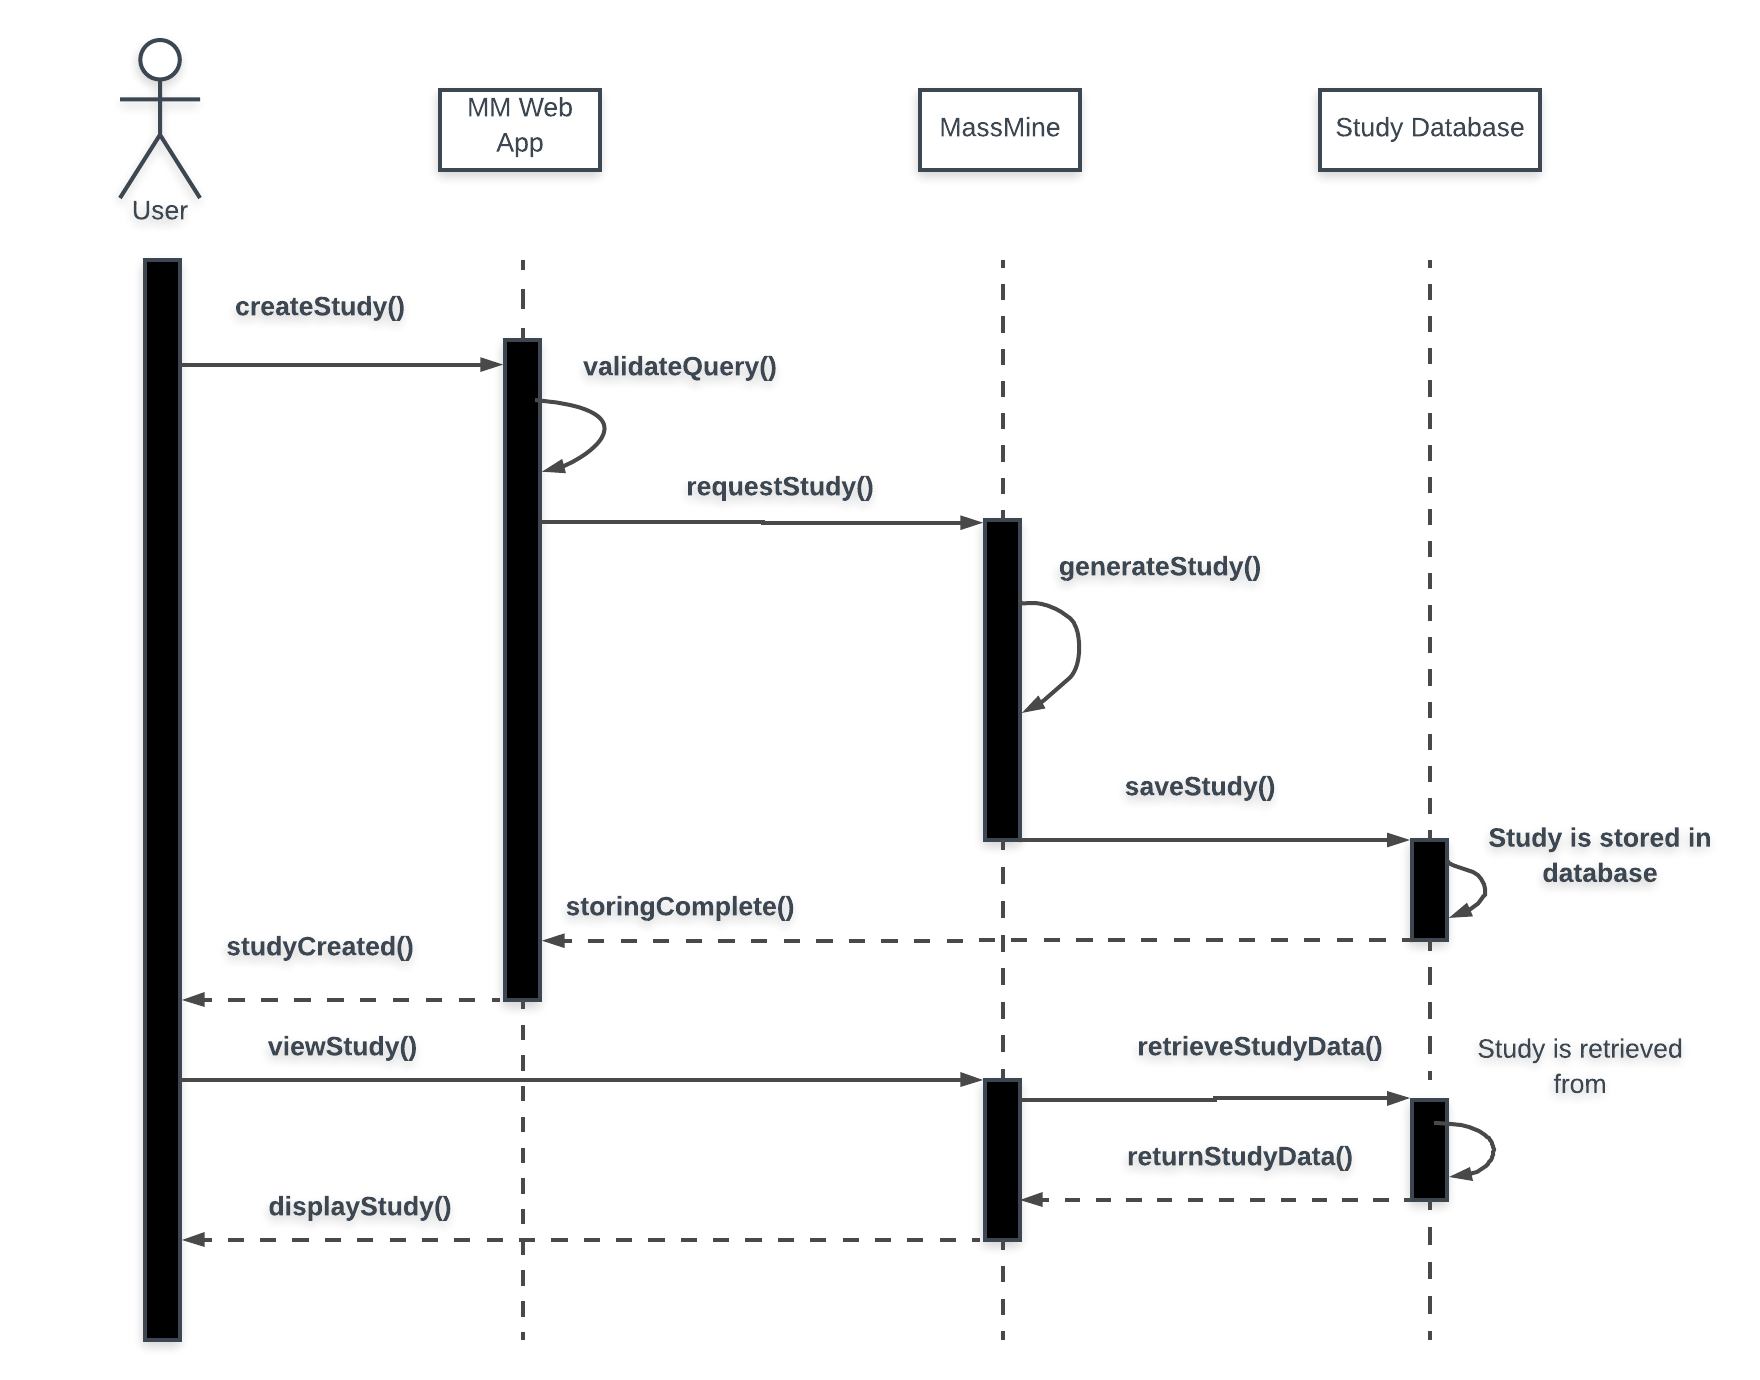 MM Web
App
MassMine
Study Database
User
createStudy()
validateQuery()
requestStudy()
generateStudy()
saveStudy()
Study is stored in
database
storingComplete()
studyCreated()
viewStudy()
retrieveStudyData()
Study is retrieved
from
returnStudyData()
displayStudy()